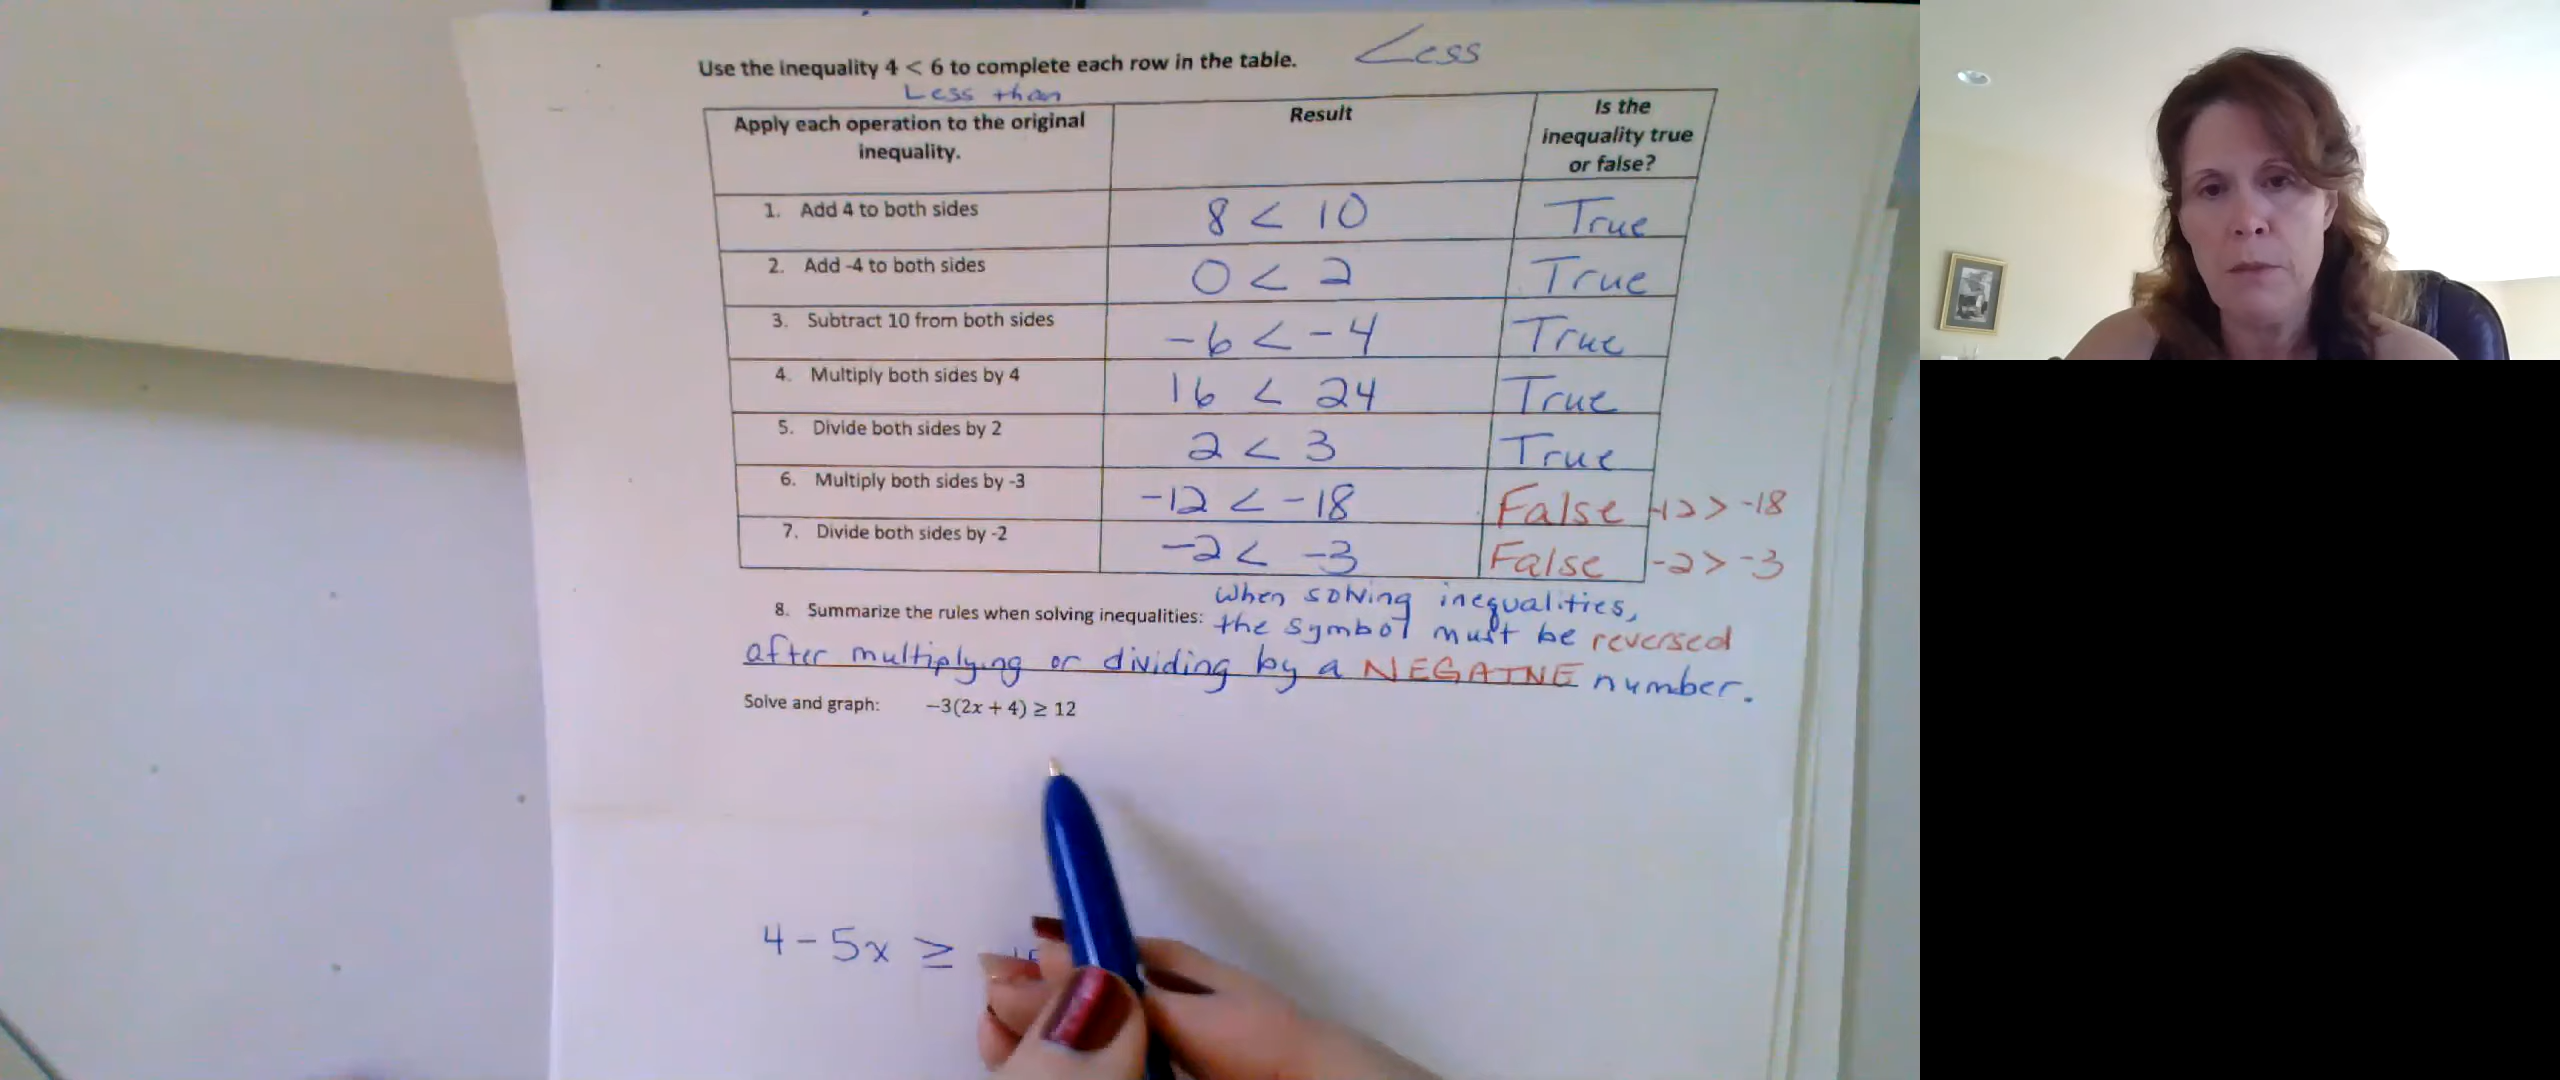 Use the inequality 4 < 6 to complete each row in the table. Less
Less than
Apply each operation to the original inequality.
Result
Is the inequality true or false?
1. Add 4 to both sides 8 < 10 True
2. Add -4 to both sides 0 < 2 True
3. Subtract 10 from both sides -6 < -4 True
4. Multiply both sides by 4 16 < 24 True
5. Divide both sides by 2 2 < 3 True
6. Multiply both sides by -3 -12 < -18 False -12 > -18
7. Divide both sides by -2 -2 < -3 False -2 > -3
8. Summarize the rules when solving inequalities: When solving inequalities,
the symbol must be reversed
after multiplying or dividing by a NEGATIVE number.
Solve and graph: −3(2x + 4) ≥ 12
4 - 5x ≥